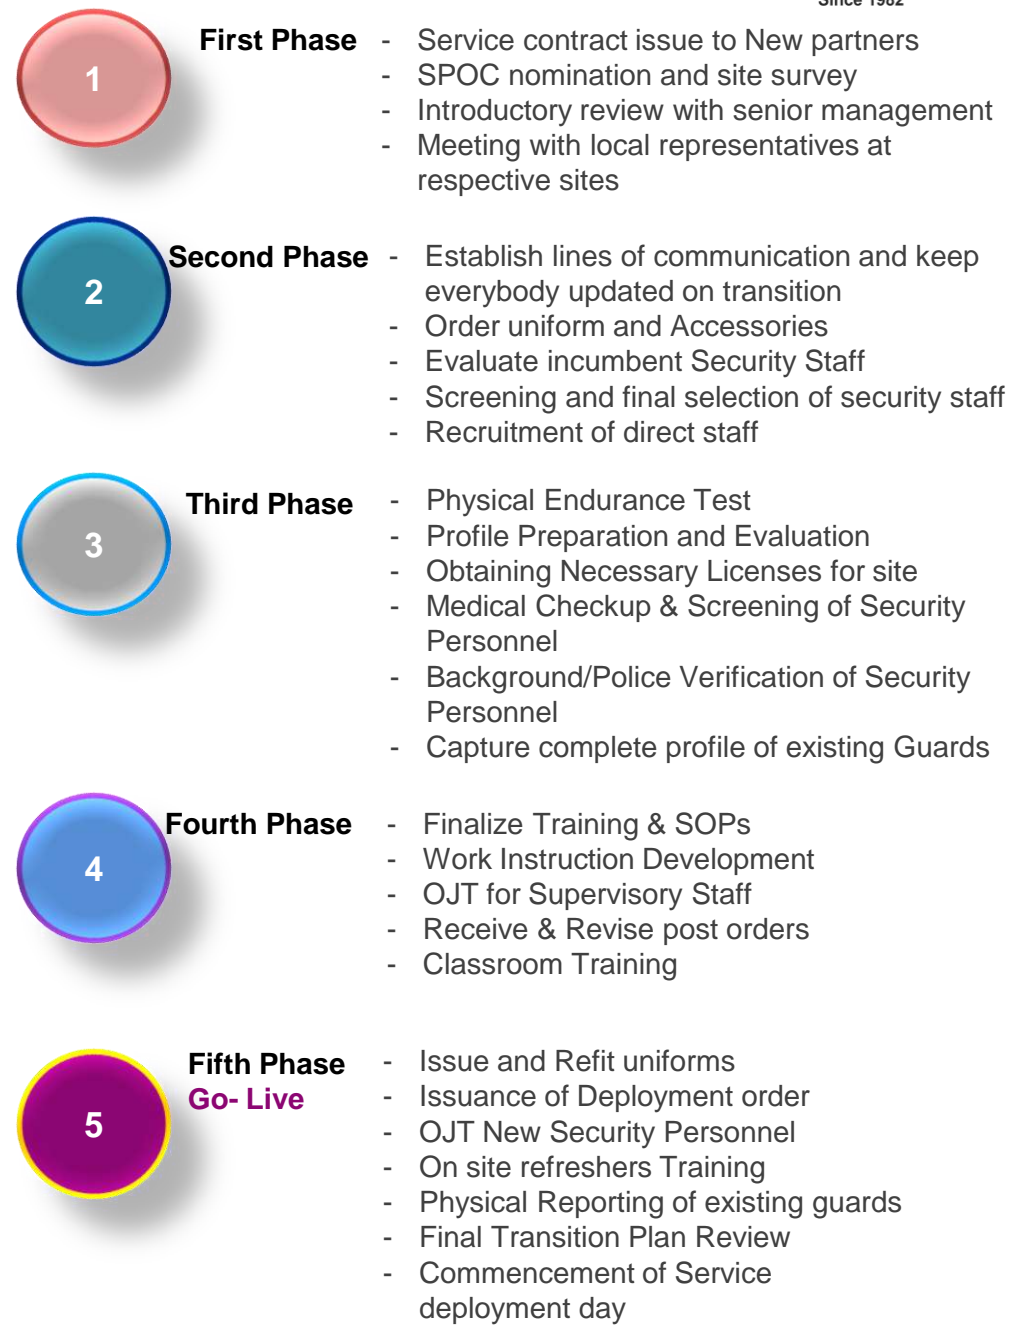 Since 1982
1
First Phase
- Service contract issue to New partners
- SPOC nomination and site survey
- Introductory review with senior management
- Meeting with local representatives at
respective sites
2
Second Phase
- Establish lines of communication and keep
everybody updated on transition
- Order uniform and Accessories
- Evaluate incumbent Security Staff
- Screening and final selection of security staff
- Recruitment of direct staff
3
Third Phase
- Physical Endurance Test
- Profile Preparation and Evaluation
- Obtaining Necessary Licenses for site
- Medical Checkup & Screening of Security
Personnel
- Background/Police Verification of Security
Personnel
- Capture complete profile of existing Guards
4
Fourth Phase
- Finalize Training & SOPs
- Work Instruction Development
- OJT for Supervisory Staff
- Receive & Revise post orders
- Classroom Training
5
Fifth Phase
Go- Live
- Issue and Refit uniforms
- Issuance of Deployment order
- OJT New Security Personnel
- On site refreshers Training
- Physical Reporting of existing guards
- Final Transition Plan Review
- Commencement of Service
deployment day